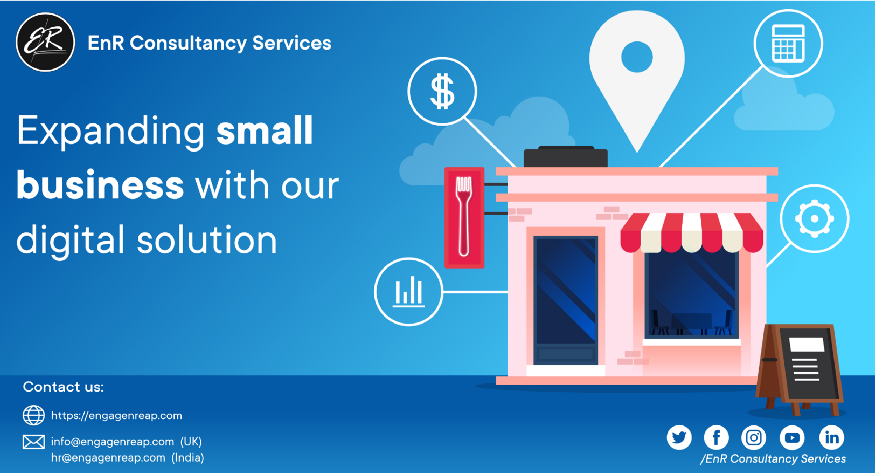 ER
EnR Consultancy Services
Expanding small
business with our
digital solution
$
Contact us:
https://engagenreap.com
info@engagenreap.com (UK)
hr@engagenreap.com (India)
/EnR Consultancy Services